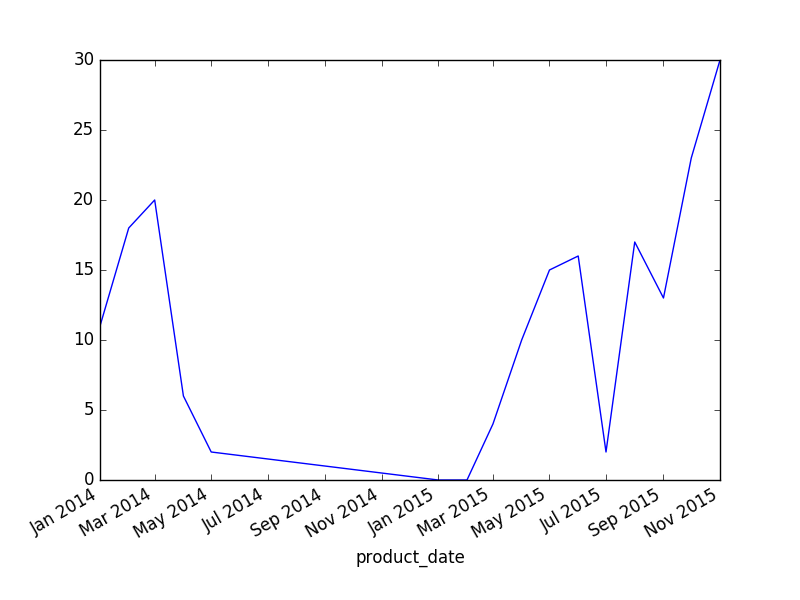 30
25
20
15
10
5
0
Jan 2014
Mar 2014
May 2014
Jul 2014
Sep 2014
Nov 2014
Jan 2015
Mar 2015
May 2015
Jul 2015
Sep 2015
Nov 2015
product_date